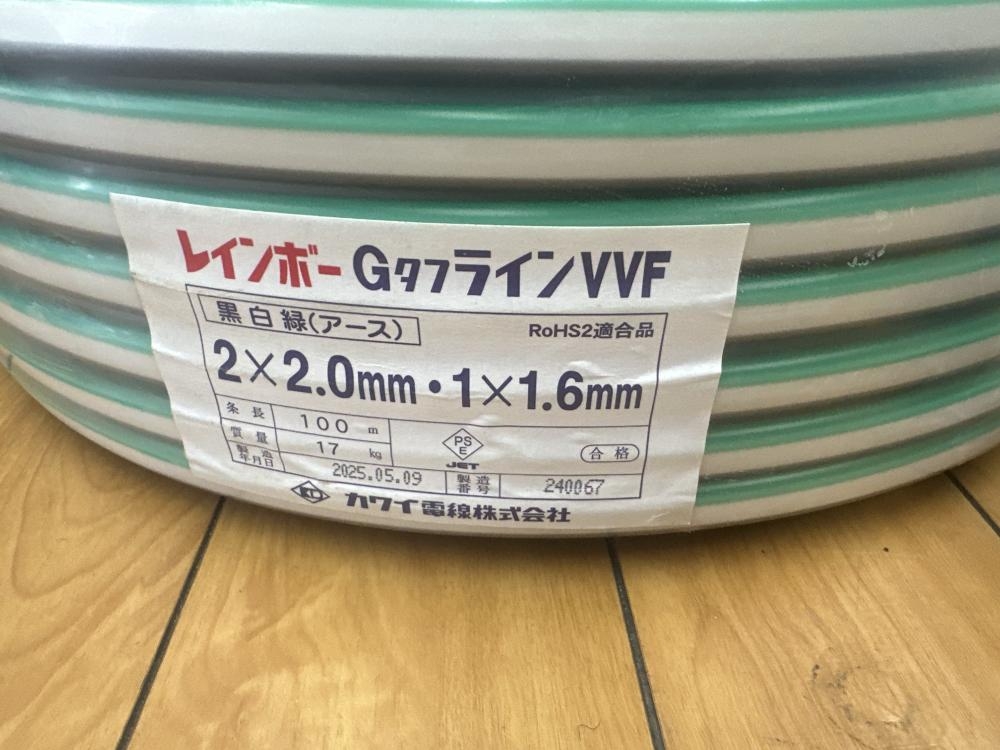 レインボー GタフラインVVF
黒白緑(アース) RoHS2適合品
2×2.0mm・1×1.6mm
条長 100 m
質量 17 kg
PS
E
JET
合格
製造年月日 2025.05.09 製造番号 240067
KD カワイ電線株式会社